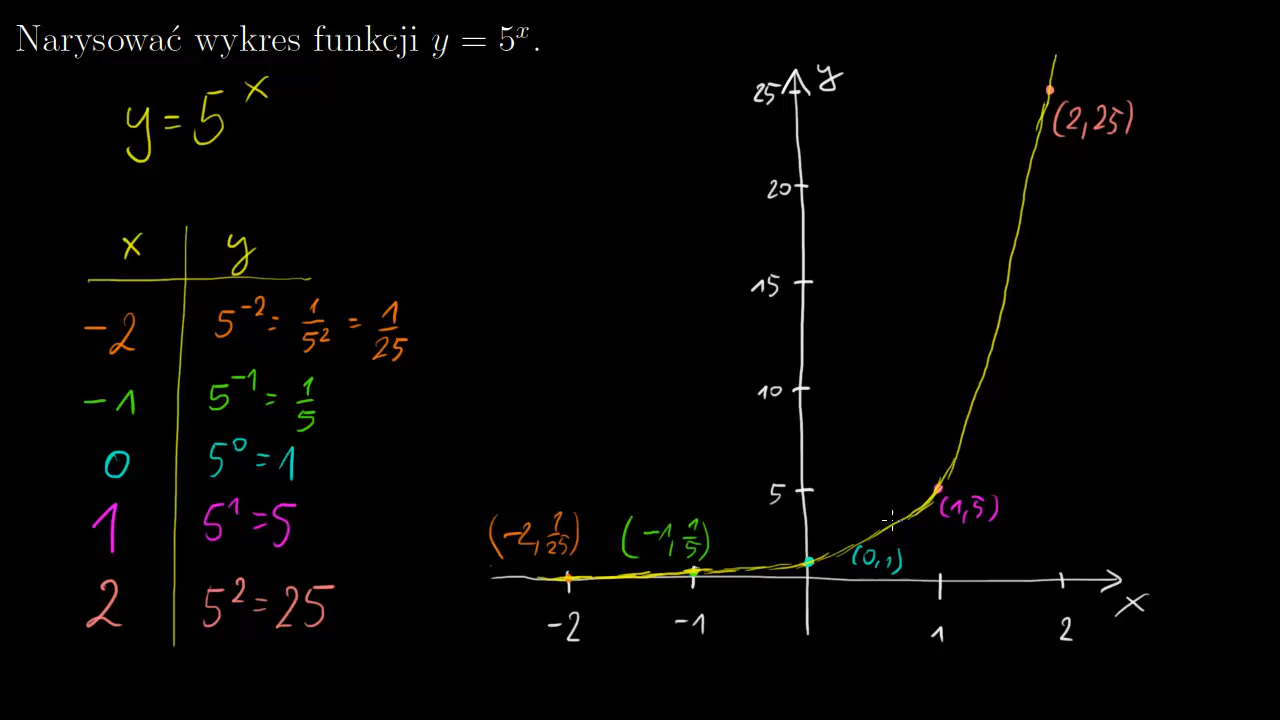 Narysować wykres funkcji y = 5^x.
y = 5^x
x y
-2 5^-2 = 1/5^2 = 1/25
-1 5^-1 = 1/5
0 5^0 = 1
1 5^1 = 5
2 5^2 = 25
y
25
(2, 25)
20
15
10
5
(1, 5)
(-2, 1/25) (-1, 1/5)
(0, 1)
x
-2 -1 1 2